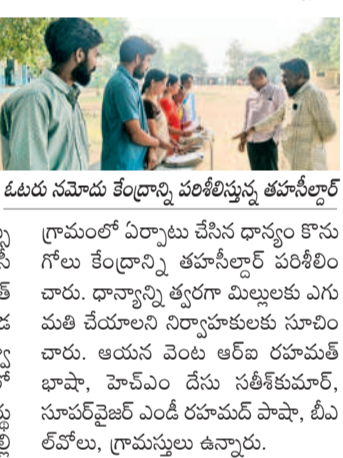 ఓటరు నమోదు కేంద్రాన్ని పరిశీలిస్తున్న తహసీల్దార్
గ్రామంలో ఏర్పాటు చేసిన ధాన్యం కొను
గోలు కేంద్రాన్ని తహసీల్దార్ పరిశీలిం
చారు. ధాన్యాన్ని త్వరగా మిల్లులకు ఎగు
మతి చేయాలని నిర్వాహకులకు సూచిం
చారు. ఆయన వెంట ఆర్ఐ రహమత్
భాషా, హెచ్ఎం దేసు సతీశ్‌కుమార్,
సూపర్‌వైజర్ ఎండీ రహమద్ పాషా, బీఎ
ల్‌వోలు, గ్రామస్తులు ఉన్నారు.